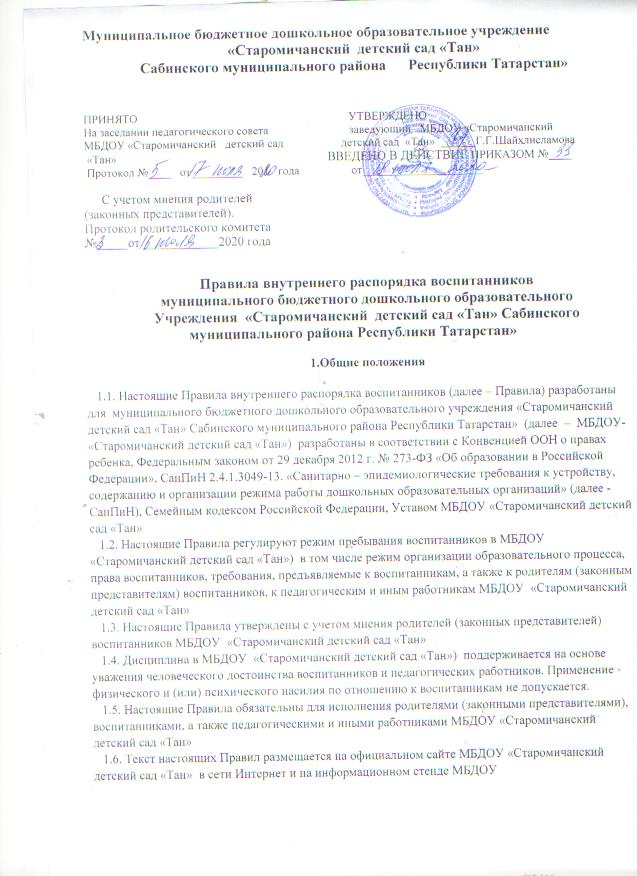 Муниципальное бюджетное дошкольное образовательное учреждение
«Старомичанский детский сад «Тан»
Сабинского муниципального района Республики Татарстан»
ПРИНЯТО
На заседании педагогического совета
МБДОУ «Старомичанский детский сад
«Тан»
Протокол № 5 от 17 июля 2020 года
УТВЕРЖДЕНО
заведующий МБДОУ «Старомичанский
детский сад «Тан» Г.Г.Шайхлисламова
ВВЕДЕНО В ДЕЙСТВИЕ ПРИКАЗОМ № 33
от 18 июля
С учетом мнения родителей
(законных представителей).
Протокол родительского комитета
№3 от 16 июля 2020 года
Правила внутреннего распорядка воспитанников
муниципального бюджетного дошкольного образовательного
Учреждения «Старомичанский детский сад «Тан» Сабинского
муниципального района Республики Татарстан»
1.Общие положения
1.1. Настоящие Правила внутреннего распорядка воспитанников (далее – Правила) разработаны
для муниципального бюджетного дошкольного образовательного учреждения «Старомичанский
детский сад «Тан» Сабинского муниципального района Республики Татарстан» (далее – МБДОУ-
«Старомичанский детский сад «Тан») разработаны в соответствии с Конвенцией ООН о правах
ребенка, Федеральным законом от 29 декабря 2012 г. № 273-ФЗ «Об образовании в Российской
Федерации», СанПиН 2.4.1.3049-13. «Санитарно – эпидемиологические требования к устройству,
содержанию и организации режима работы дошкольных образовательных организаций» (далее -
СанПиН), Семейным кодексом Российской Федерации, Уставом МБДОУ «Старомичанский детский
сад «Тан»
1.2. Настоящие Правила регулируют режим пребывания воспитанников в МБДОУ
«Старомичанский детский сад «Тан») в том числе режим организации образовательного процесса,
права воспитанников, требования, предъявляемые к воспитанникам, а также к родителям (законным
представителям) воспитанников, к педагогическим и иным работникам МБДОУ «Старомичанский
детский сад «Тан»
1.3. Настоящие Правила утверждены с учетом мнения родителей (законных представителей)
воспитанников МБДОУ «Старомичанский детский сад «Тан»
1.4. Дисциплина в МБДОУ «Старомичанский детский сад «Тан») поддерживается на основе
уважения человеческого достоинства воспитанников и педагогических работников. Применение
физического и (или) психического насилия по отношению к воспитанникам не допускается.
1.5. Настоящие Правила обязательны для исполнения родителями (законными представителями),
воспитанниками, а также педагогическими и иными работниками МБДОУ «Старомичанский
детский сад «Тан»
1.6. Текст настоящих Правил размещается на официальном сайте МБДОУ «Старомичанский
детский сад «Тан» в сети Интернет и на информационном стенде МБДОУ